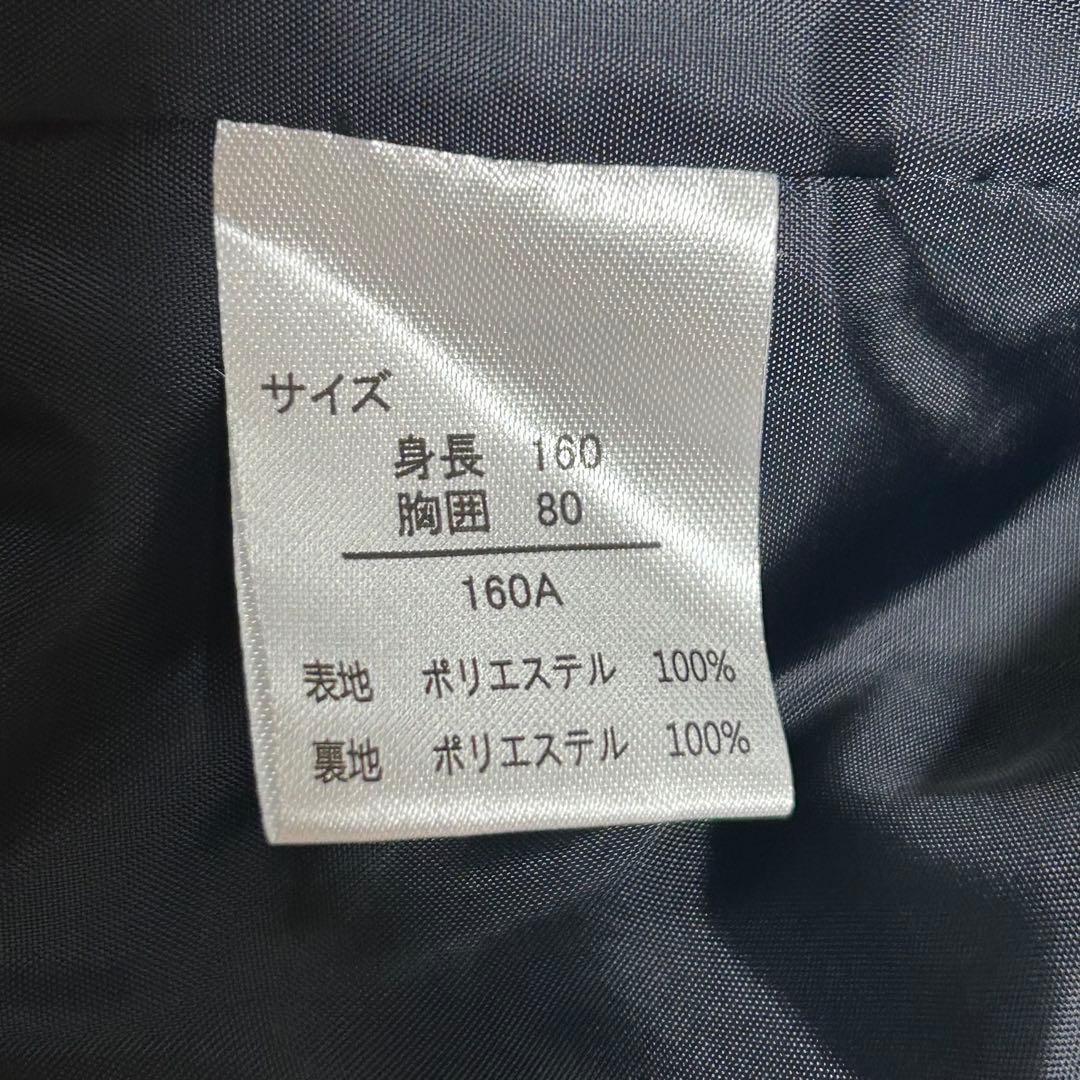 サイズ
身長 160
胸囲 80
160A
表地 ポリエステル 100%
裏地 ポリエステル 100%